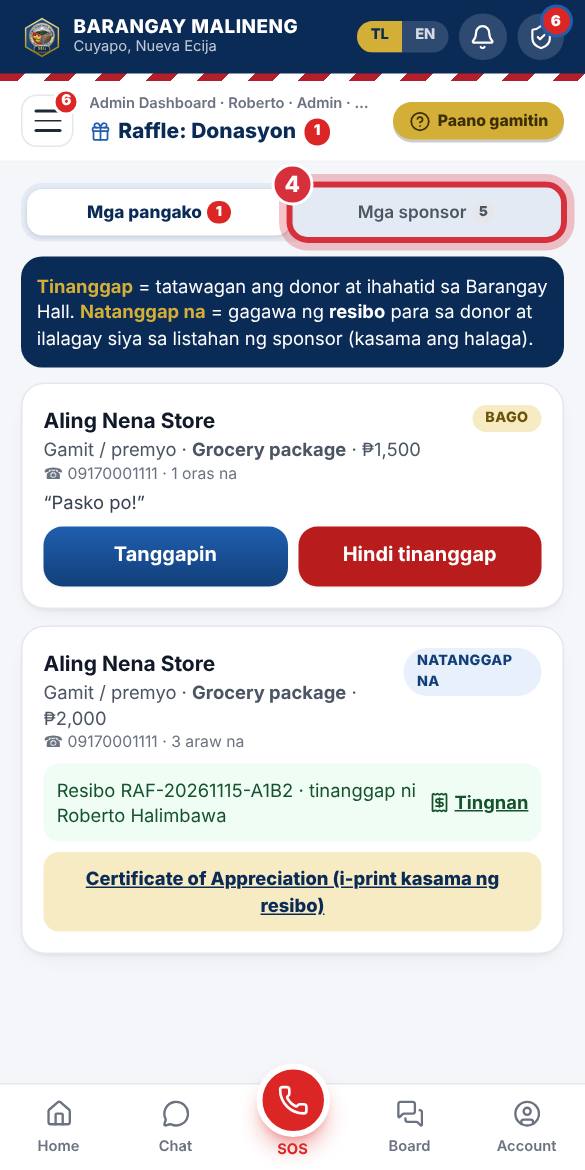 BARANGAY MALINENG
Cuyapo, Nueva Ecija
TL
EN
6
6
Admin Dashboard · Roberto · Admin · ...
Raffle: Donasyon 1
Paano gamitin
4
Mga pangako 1
Mga sponsor 5
Tinanggap = tatawagan ang donor at ihahatid sa Barangay
Hall. Natanggap na = gagawa ng resibo para sa donor at
ilalagay siya sa listahan ng sponsor (kasama ang halaga).
Aling Nena Store
BAGO
Gamit / premyo · Grocery package · ₱1,500
☎ 09170001111 · 1 oras na
“Pasko po!”
Tanggapin
Hindi tinanggap
Aling Nena Store
NATANGGAP
NA
Gamit / premyo · Grocery package ·
₱2,000
☎ 09170001111 · 3 araw na
Resibo RAF-20261115-A1B2 · tinanggap ni
Roberto Halimbawa
Tingnan
Certificate of Appreciation (i-print kasama ng
resibo)
Home
Chat
SOS
Board
Account